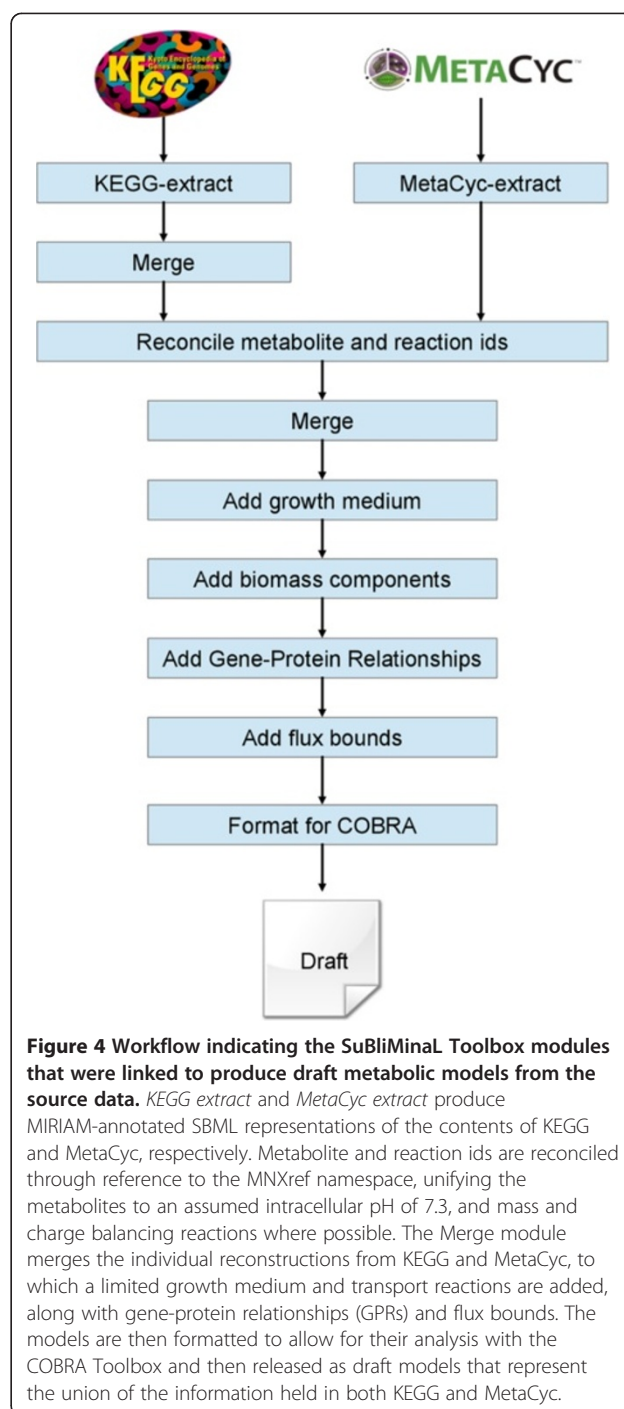 Kyoto Encyclopedia of
Genes and Genomes
KEGG
METACYC™
KEGG-extract
MetaCyc-extract
Merge
Reconcile metabolite and reaction ids
Merge
Add growth medium
Add biomass components
Add Gene-Protein Relationships
Add flux bounds
Format for COBRA
Draft
Figure 4 Workflow indicating the SuBliMinaL Toolbox modules
that were linked to produce draft metabolic models from the
source data. KEGG extract and MetaCyc extract produce
MIRIAM-annotated SBML representations of the contents of KEGG
and MetaCyc, respectively. Metabolite and reaction ids are reconciled
through reference to the MNXref namespace, unifying the
metabolites to an assumed intracellular pH of 7.3, and mass and
charge balancing reactions where possible. The Merge module
merges the individual reconstructions from KEGG and MetaCyc, to
which a limited growth medium and transport reactions are added,
along with gene-protein relationships (GPRs) and flux bounds. The
models are then formatted to allow for their analysis with the
COBRA Toolbox and then released as draft models that represent
the union of the information held in both KEGG and MetaCyc.